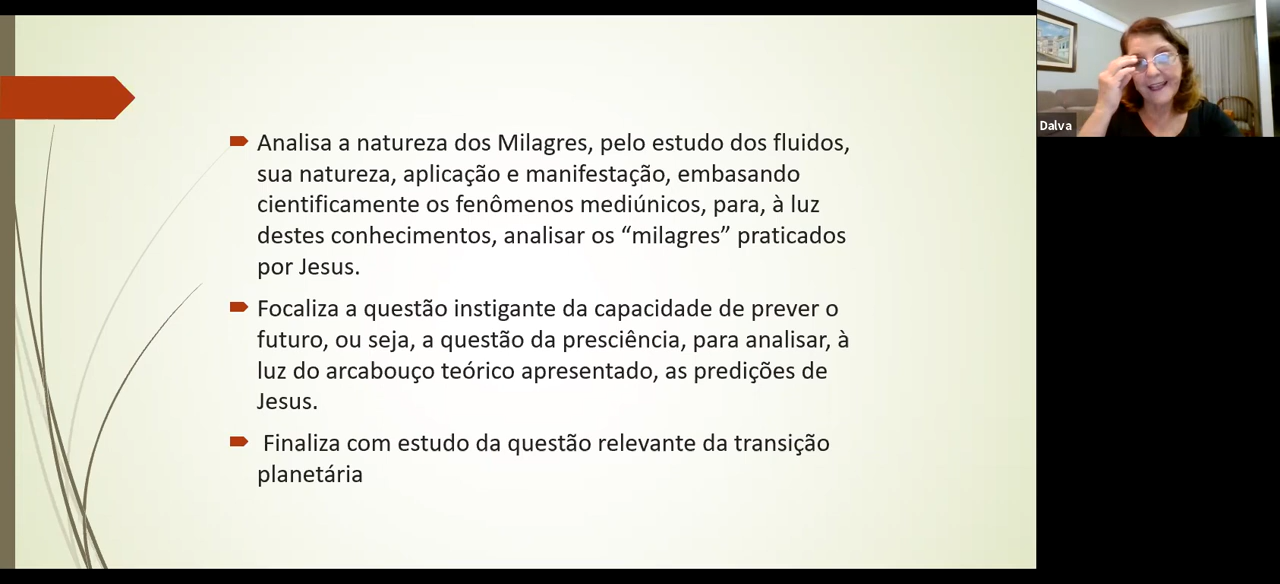 Analisa a natureza dos Milagres, pelo estudo dos fluidos,
sua natureza, aplicação e manifestação, embasando
cientificamente os fenômenos mediúnicos, para, à luz
destes conhecimentos, analisar os “milagres” praticados
por Jesus.
Focaliza a questão instigante da capacidade de prever o
futuro, ou seja, a questão da presciência, para analisar, à
luz do arcabouço teórico apresentado, as predições de
Jesus.
Finaliza com estudo da questão relevante da transição
planetária
Dalva